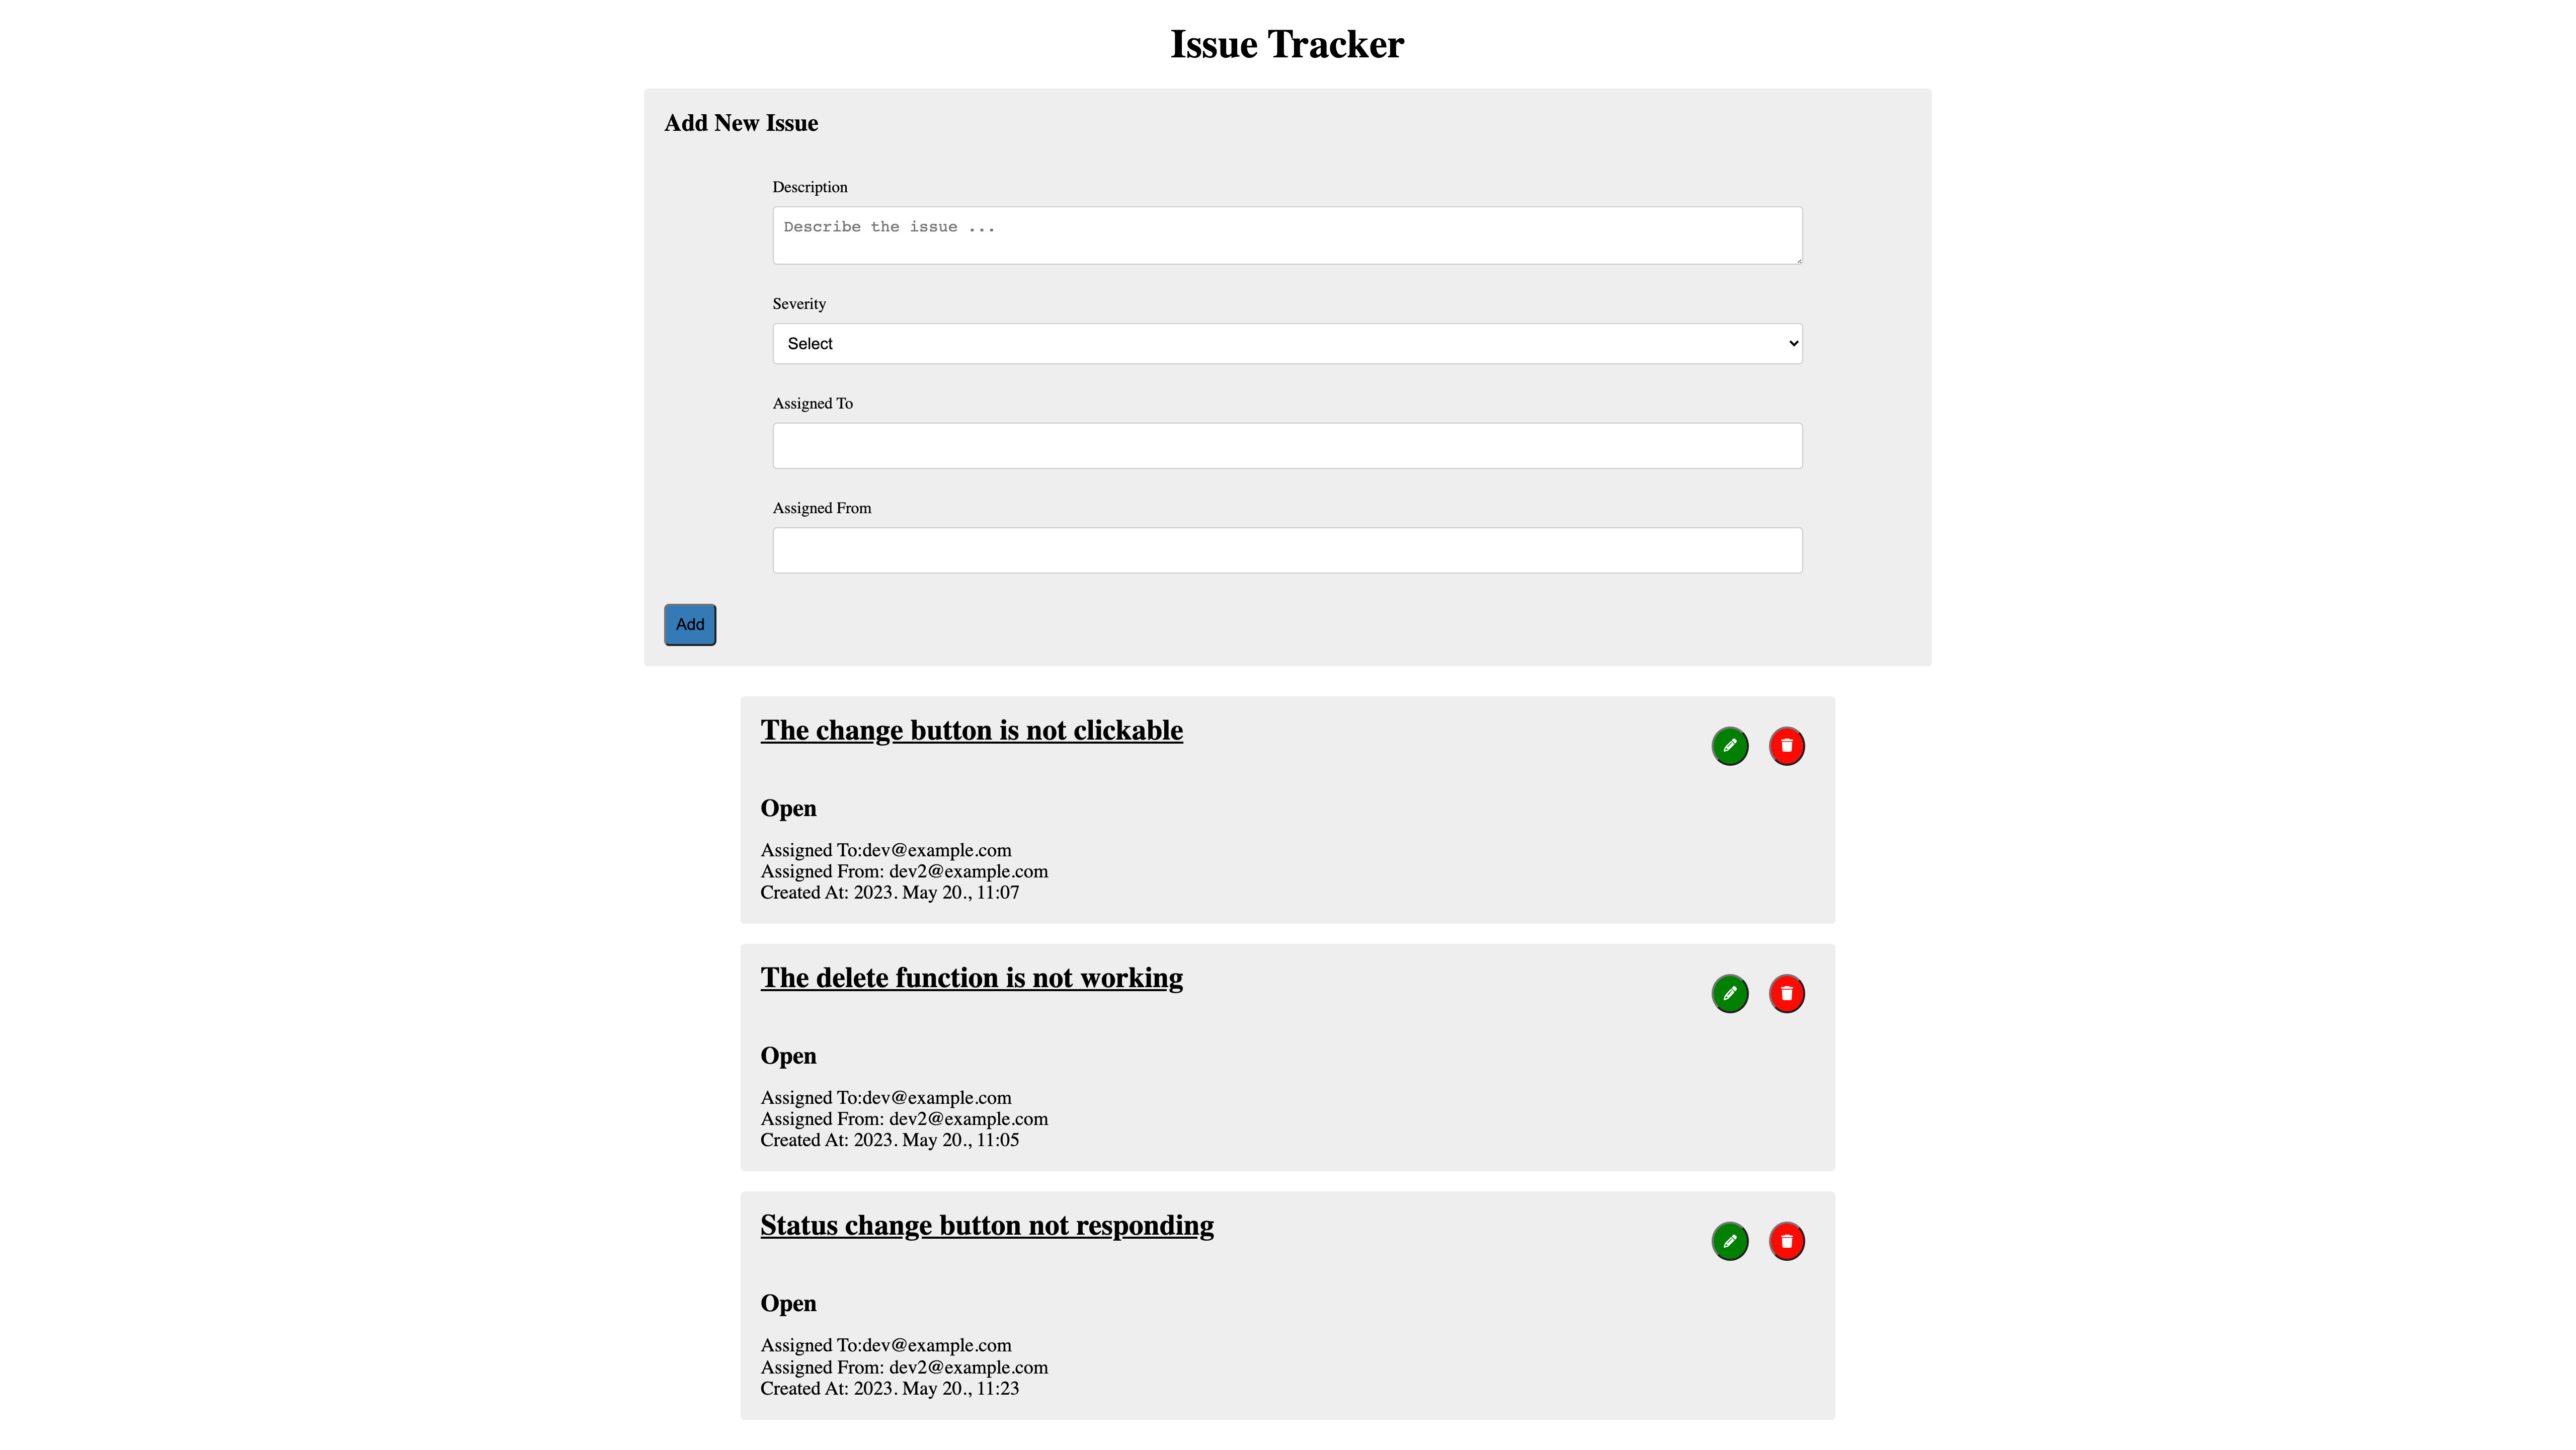 Issue Tracker
Add New Issue
Description
Describe the issue ...
Severity
Select
Assigned To
Assigned From
Add
The change button is not clickable
Open
Assigned To:dev@example.com
Assigned From: dev2@example.com
Created At: 2023. May 20., 11:07
The delete function is not working
Open
Assigned To:dev@example.com
Assigned From: dev2@example.com
Created At: 2023. May 20., 11:05
Status change button not responding
Open
Assigned To:dev@example.com
Assigned From: dev2@example.com
Created At: 2023. May 20., 11:23